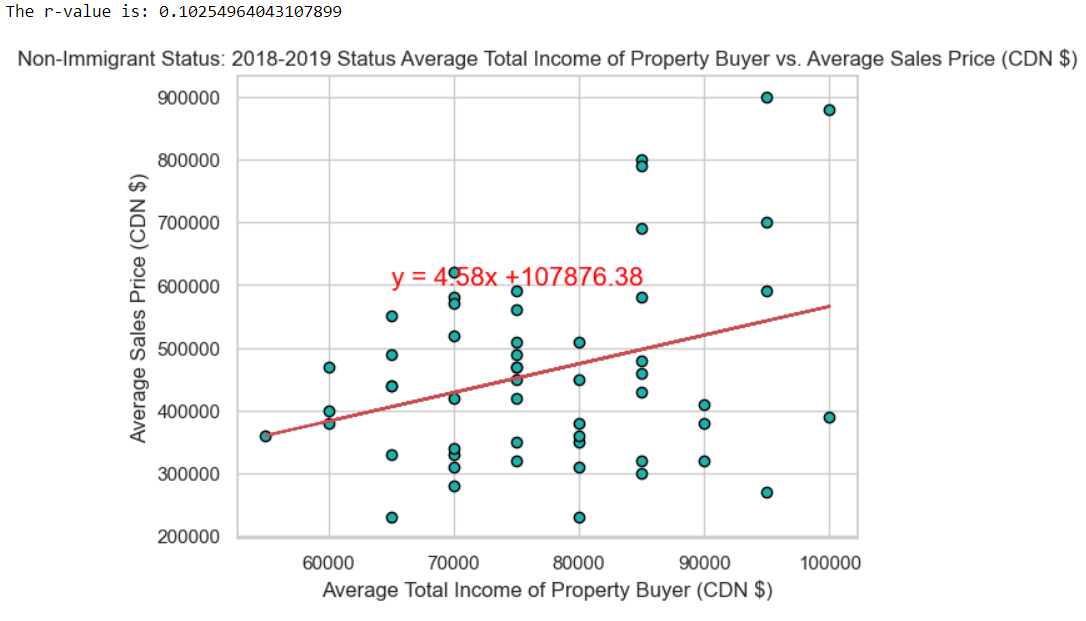 The r-value is: 0.10254964043107899
Non-Immigrant Status: 2018-2019 Status Average Total Income of Property Buyer vs. Average Sales Price (CDN $)
900000
800000
700000
600000
500000
400000
300000
200000
Average Sales Price (CDN $)
y = 4.58x +107876.38
60000 70000 80000 90000 100000
Average Total Income of Property Buyer (CDN $)